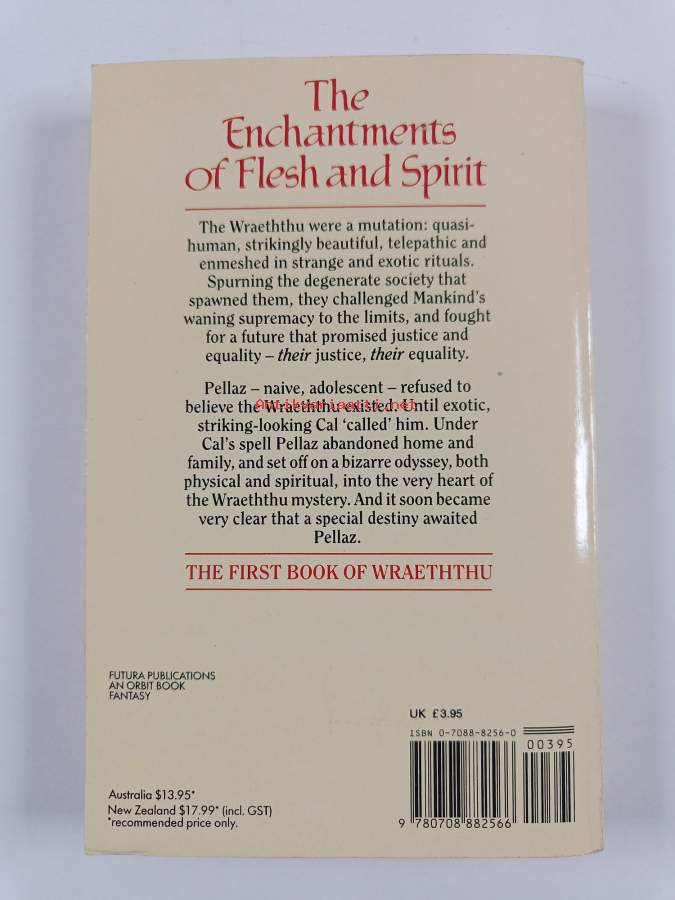 The
Enchantments
of Flesh and Spirit
The Wraeththu were a mutation: quasi-
human, strikingly beautiful, telepathic and
enmeshed in strange and exotic rituals.
Spurning the degenerate society that
spawned them, they challenged Mankind's
waning supremacy to the limits, and fought
for a future that promised justice and
equality – their justice, their equality.
Pellaz – naive, adolescent – refused to
believe the Wraeththu existed. Until exotic,
striking-looking Cal 'called' him. Under
Cal's spell Pellaz abandoned home and
family, and set off on a bizarre odyssey, both
physical and spiritual, into the very heart of
the Wraeththu mystery. And it soon became
very clear that a special destiny awaited
Pellaz.
THE FIRST BOOK OF WRAETHTHU
FUTURA PUBLICATIONS
AN ORBIT BOOK
FANTASY
UK £3.95
ISBN 0-7088-8256-0
00395
Australia $13.95*
New Zealand $17.99* (incl. GST)
*recommended price only.
9 780708 882566